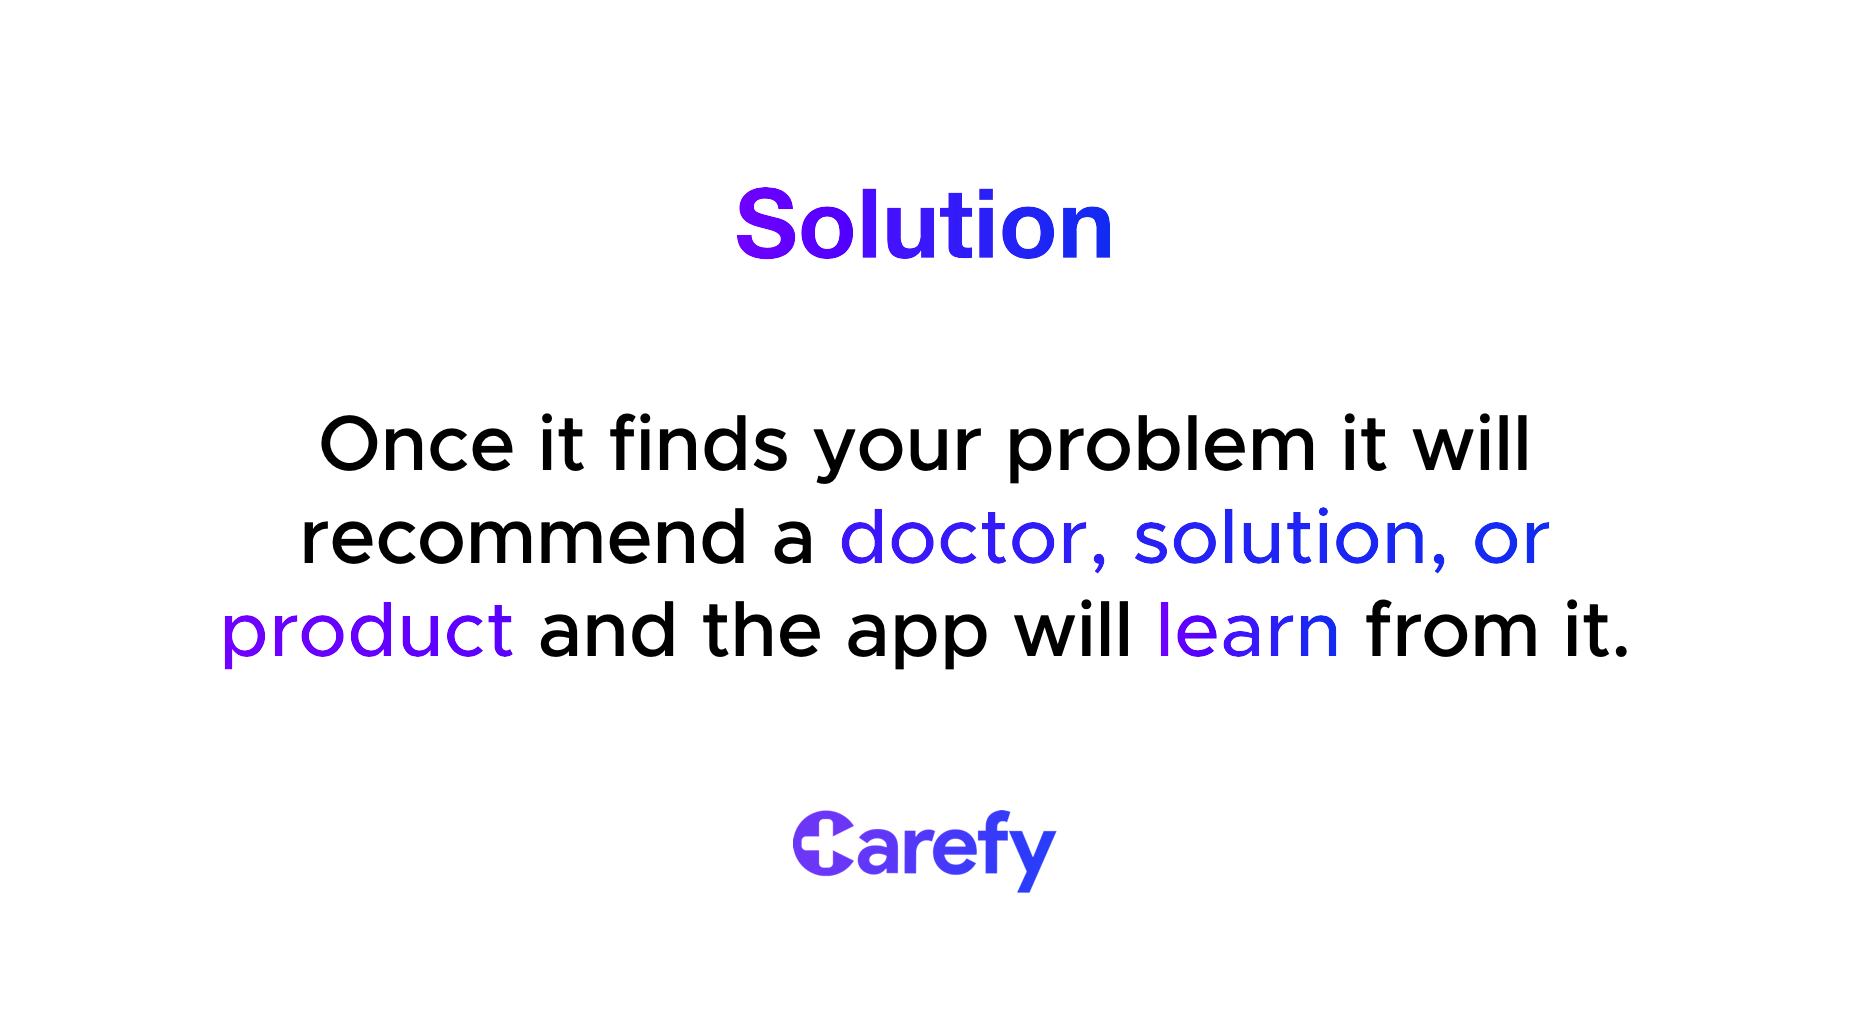 Solution
Once it finds your problem it will
recommend a doctor, solution, or
product and the app will learn from it.
Carefy